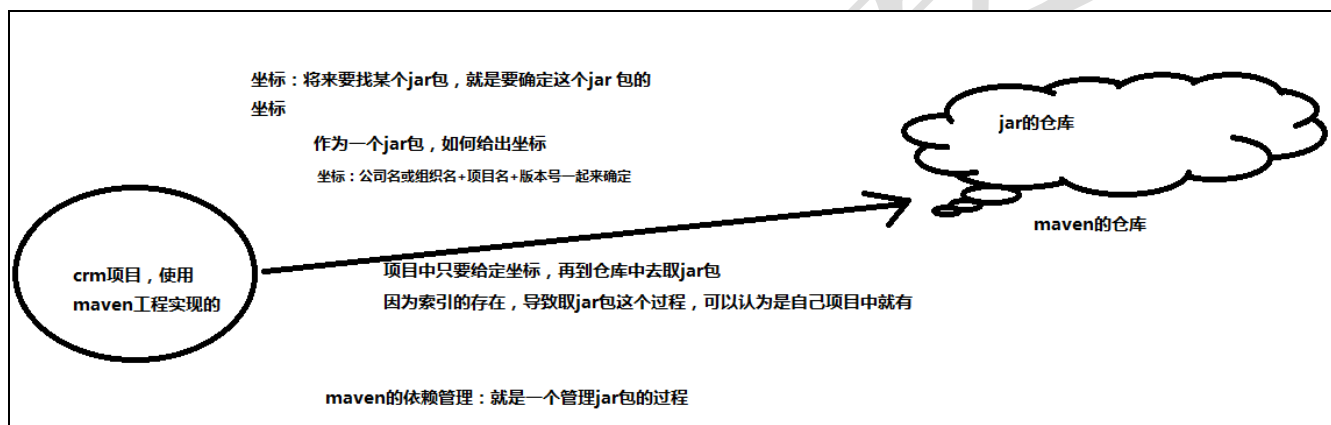 坐标：将来要找某个jar包，就是要确定这个jar 包的
坐标
作为一个jar包，如何给出坐标
坐标：公司名或组织名+项目名+版本号一起来确定
jar的仓库
maven的仓库
crm项目，使用
maven工程实现的
项目中只要给定坐标，再到仓库中去取jar包
因为索引的存在，导致取jar包这个过程，可以认为是自己项目中就有
maven的依赖管理：就是一个管理jar包的过程